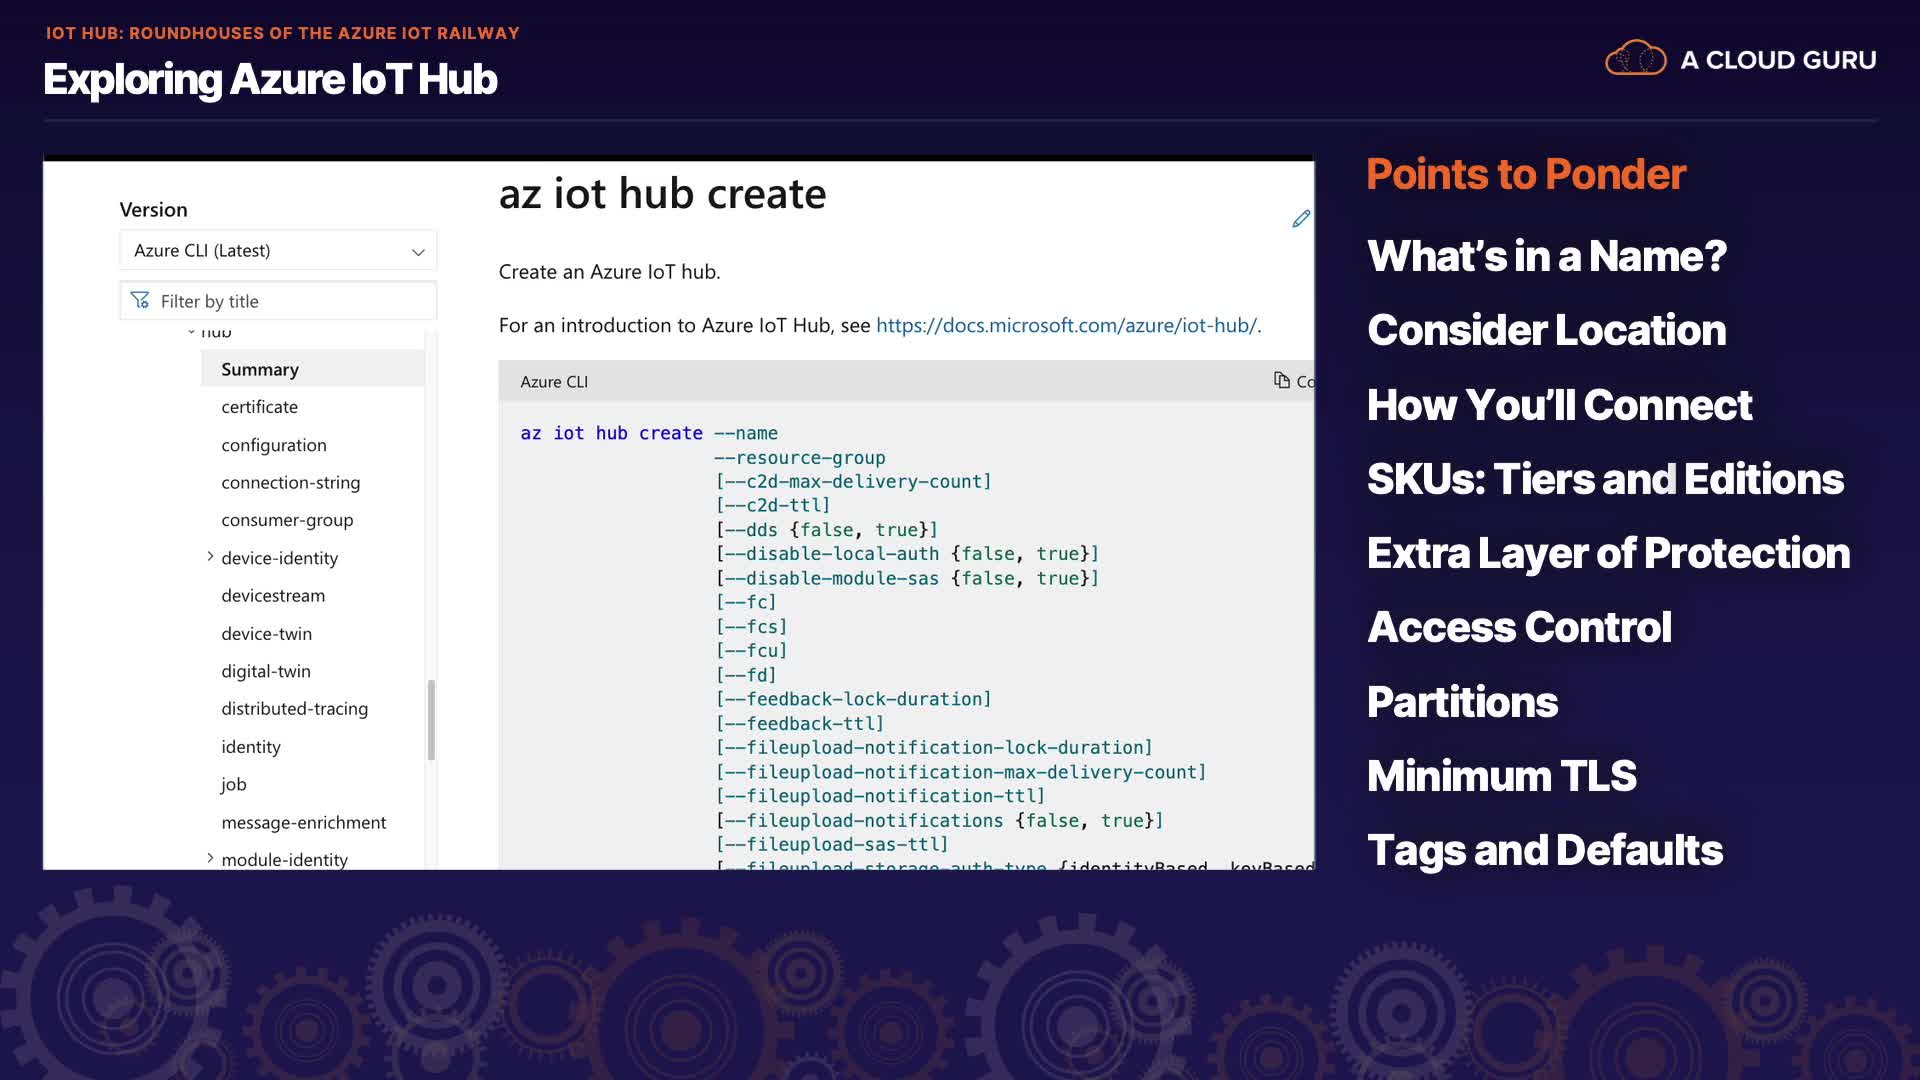 IOT HUB: ROUNDHOUSES OF THE AZURE IOT RAILWAY
Exploring Azure IoT Hub
A CLOUD GURU
Version
Azure CLI (Latest)
Filter by title
hub
Summary
certificate
configuration
connection-string
consumer-group
device-identity
devicestream
device-twin
digital-twin
distributed-tracing
identity
job
message-enrichment
module-identity
az iot hub create
Create an Azure IoT hub.
For an introduction to Azure IoT Hub, see https://docs.microsoft.com/azure/iot-hub/.
Azure CLI
Co
az iot hub create --name
--resource-group
[--c2d-max-delivery-count]
[--c2d-ttl]
[--dds {false, true}]
[--disable-local-auth {false, true}]
[--disable-module-sas {false, true}]
[--fc]
[--fcs]
[--fcu]
[--fd]
[--feedback-lock-duration]
[--feedback-ttl]
[--fileupload-notification-lock-duration]
[--fileupload-notification-max-delivery-count]
[--fileupload-notification-ttl]
[--fileupload-notifications {false, true}]
[--fileupload-sas-ttl]
[--fileupload-storage-auth-type {identityBased, keyBased
Points to Ponder
What's in a Name?
Consider Location
How You'll Connect
SKUs: Tiers and Editions
Extra Layer of Protection
Access Control
Partitions
Minimum TLS
Tags and Defaults